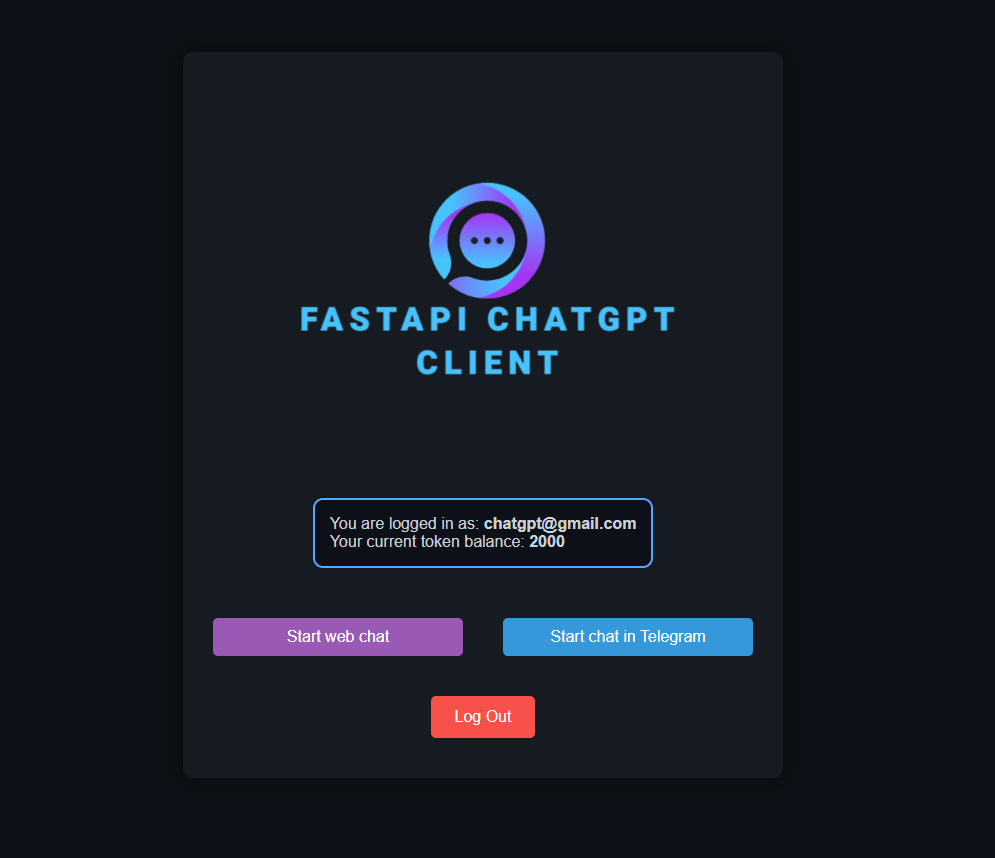 FASTAPI CHATGPT
CLIENT
You are logged in as: chatgpt@gmail.com
Your current token balance: 2000
Start web chat
Start chat in Telegram
Log Out